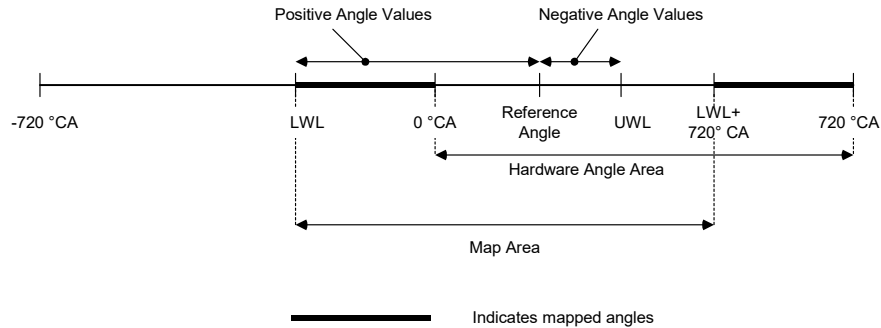 Positive Angle Values
Negative Angle Values
-720 °CA
LWL
0 °CA
Reference
Angle
UWL
LWL+
720° CA
720 °CA
Hardware Angle Area
Map Area
Indicates mapped angles